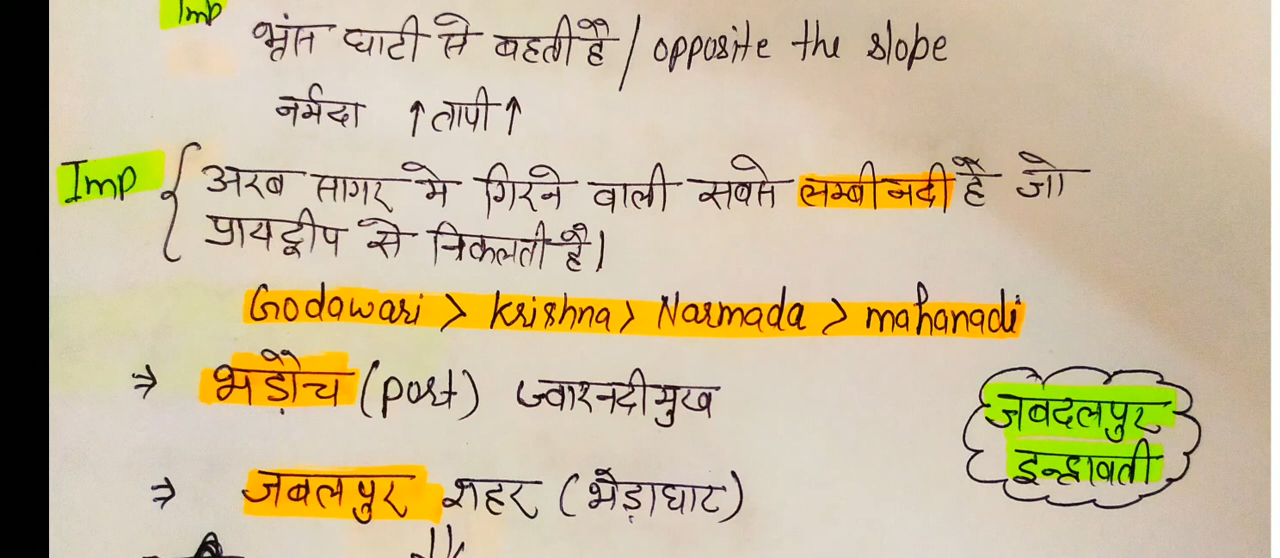 Imp
भ्रंस घाटी से बहती है / opposite the slope
नर्मदा ↑ तापी ↑
Imp { अरब सागर मे गिरने वाली सबसे लम्बी नदी है जो
प्रायद्वीप से निकलती है।
Godawari > Krishna > Narmada > mahanadi
⇒ भड़ौच (port) ज्वारनदीमुख
जबदलपुर
इन्द्रावती
⇒ जबलपुर शहर (भेड़ाघाट)